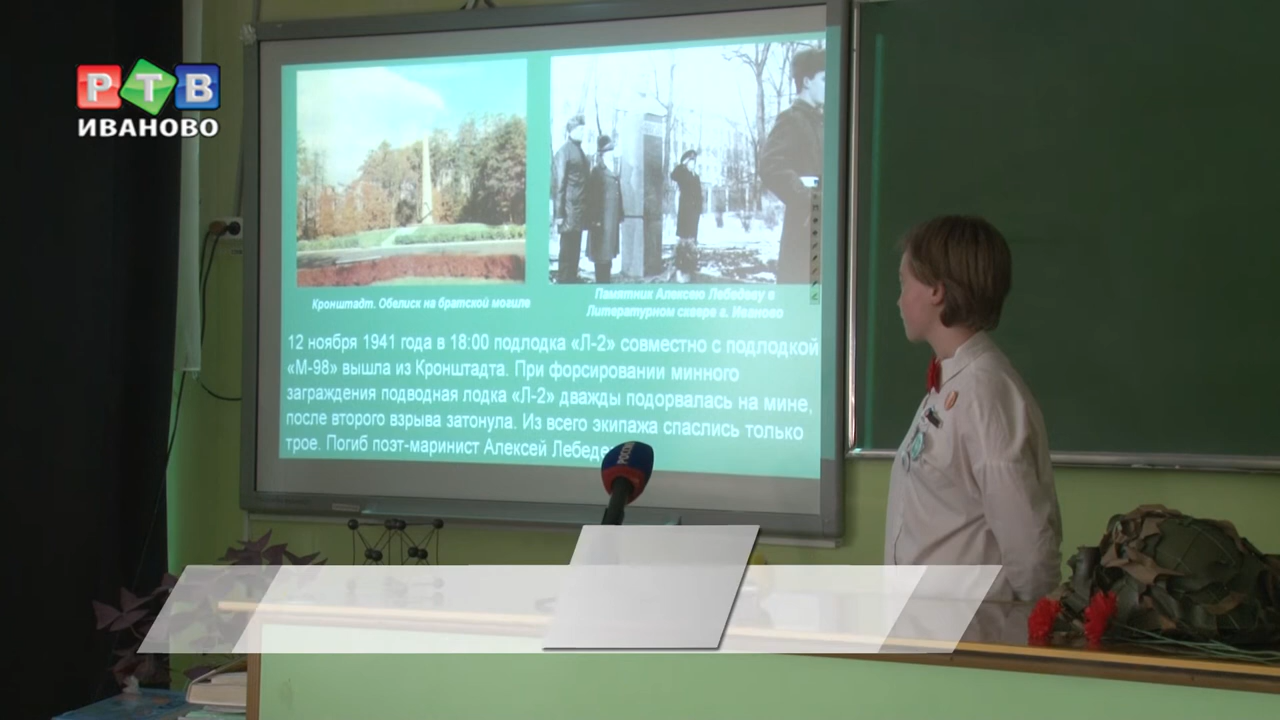 РТВ
ИВАНОВО
Кронштадт. Обелиск на братской могиле
Памятник Алексею Лебедеву в
Литературном сквере г. Иваново
12 ноября 1941 года в 18:00 подлодка «Л-2» совместно с подлодкой
«М-98» вышла из Кронштадта. При форсировании минного
заграждения подводная лодка «Л-2» дважды подорвалась на мине,
после второго взрыва затонула. Из всего экипажа спаслись только
трое. Погиб поэт-маринист Алексей Лебеде